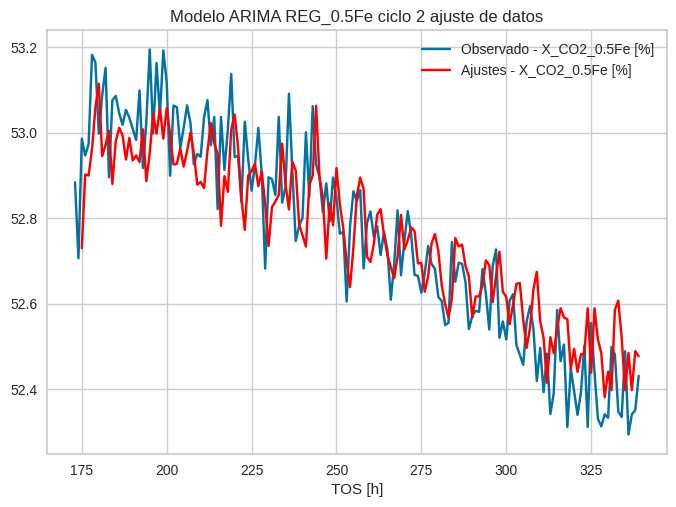 Modelo ARIMA REG_0.5Fe ciclo 2 ajuste de datos
Observado - X_CO2_0.5Fe [%]
Ajustes - X_CO2_0.5Fe [%]
53.2
53.0
52.8
52.6
52.4
175 200 225 250 275 300 325
TOS [h]